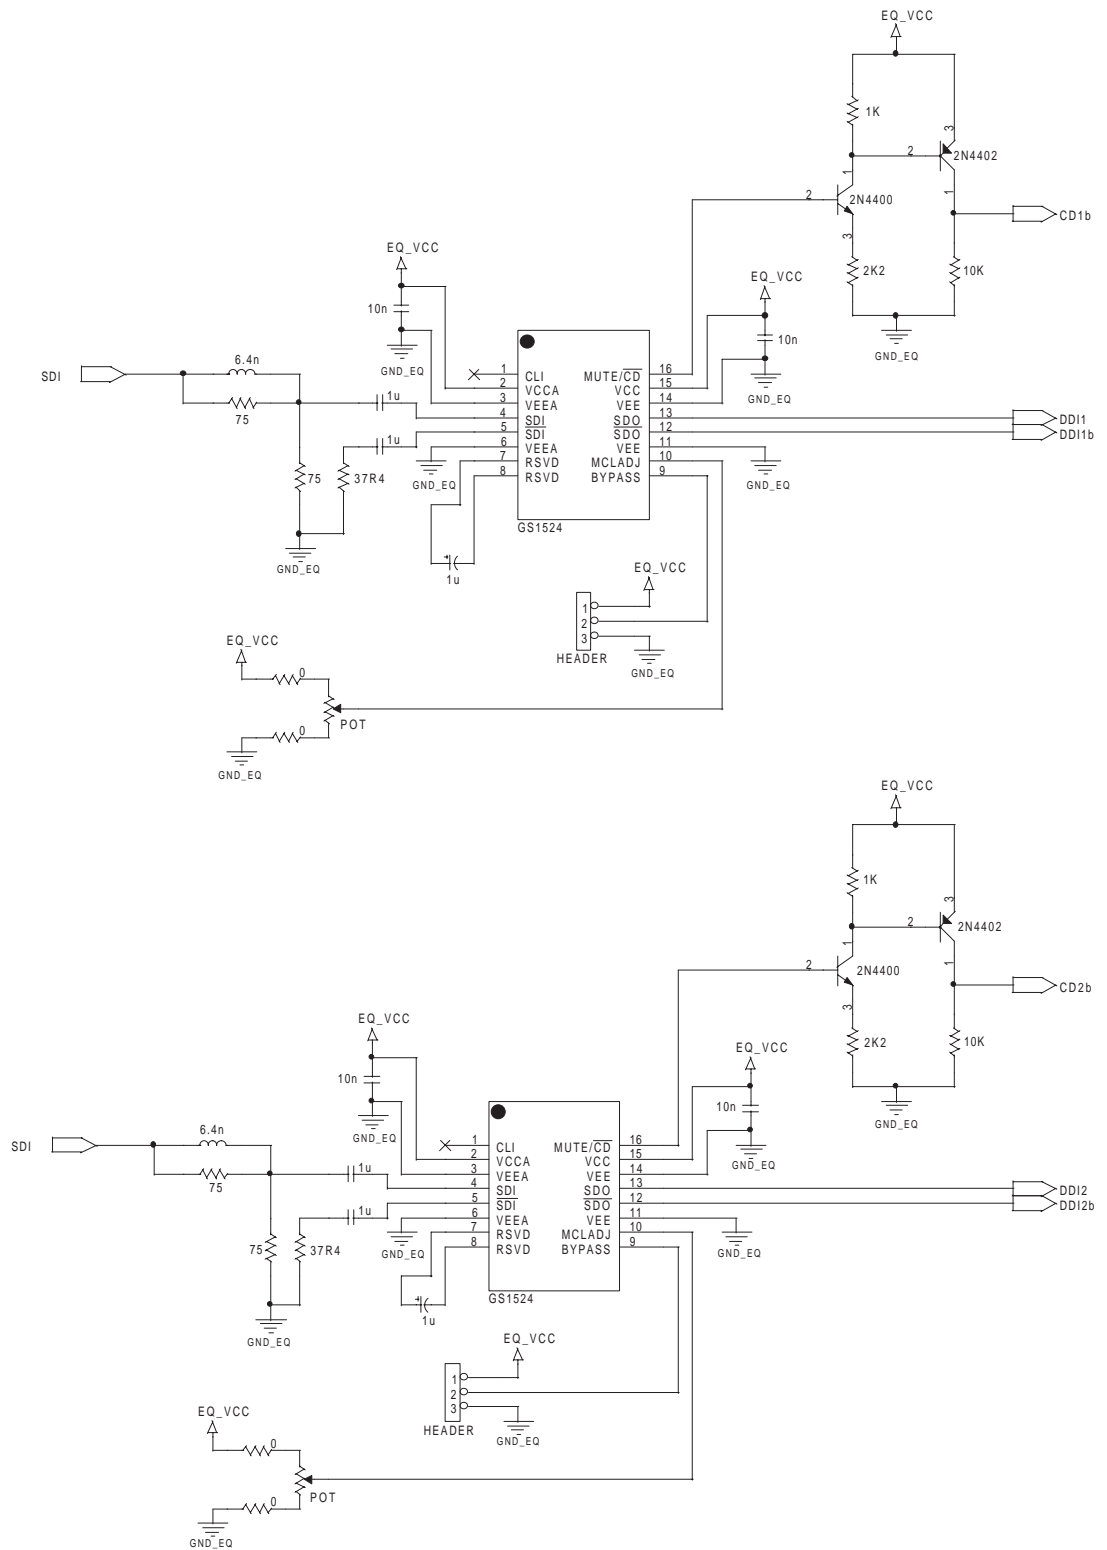 EQ_VCC
1K
3
2
2N4402
1
1
2
2N4400
CD1b
3
2K2
10K
GND_EQ
EQ_VCC
10n
GND_EQ
EQ_VCC
10n
GND_EQ
SDI
6.4n
75
1u
1u
75
37R4
GND_EQ
GND_EQ
1 CLI MUTE/CD 16
2 VCCA VCC 15
3 VEEA VEE 14
4 SDI SDO 13
5 SDI SDO 12
6 VEEA VEE 11
7 RSVD MCLADJ 10
8 RSVD BYPASS 9
GS1524
DDI1
DDI1b
GND_EQ
+
1u
EQ_VCC
1
2
3
HEADER
GND_EQ
EQ_VCC
0
POT
0
GND_EQ
EQ_VCC
1K
3
2
2N4402
1
1
2
2N4400
CD2b
3
2K2
10K
GND_EQ
EQ_VCC
10n
GND_EQ
EQ_VCC
10n
GND_EQ
SDI
6.4n
75
1u
1u
75
37R4
GND_EQ
GND_EQ
1 CLI MUTE/CD 16
2 VCCA VCC 15
3 VEEA VEE 14
4 SDI SDO 13
5 SDI SDO 12
6 VEEA VEE 11
7 RSVD MCLADJ 10
8 RSVD BYPASS 9
GS1524
DDI2
DDI2b
GND_EQ
+
1u
EQ_VCC
1
2
3
HEADER
GND_EQ
EQ_VCC
0
POT
0
GND_EQ